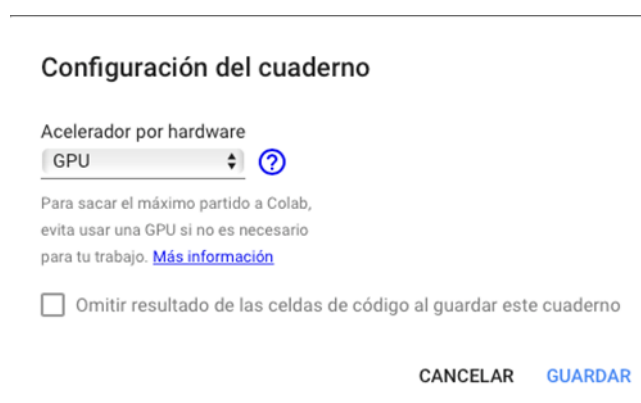 Configuración del cuaderno
Acelerador por hardware
GPU
?
Para sacar el máximo partido a Colab,
evita usar una GPU si no es necesario
para tu trabajo. Más información
Omitir resultado de las celdas de código al guardar este cuaderno
CANCELAR GUARDAR